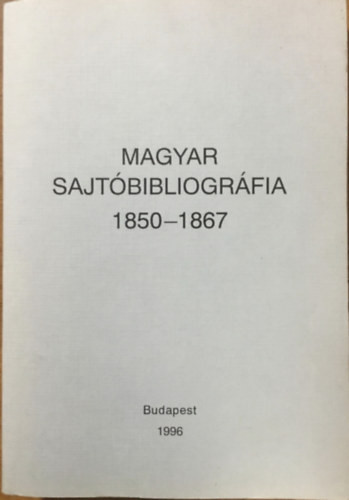 MAGYAR
SAJTÓBIBLIOGRÁFIA
1850–1867
Budapest
1996